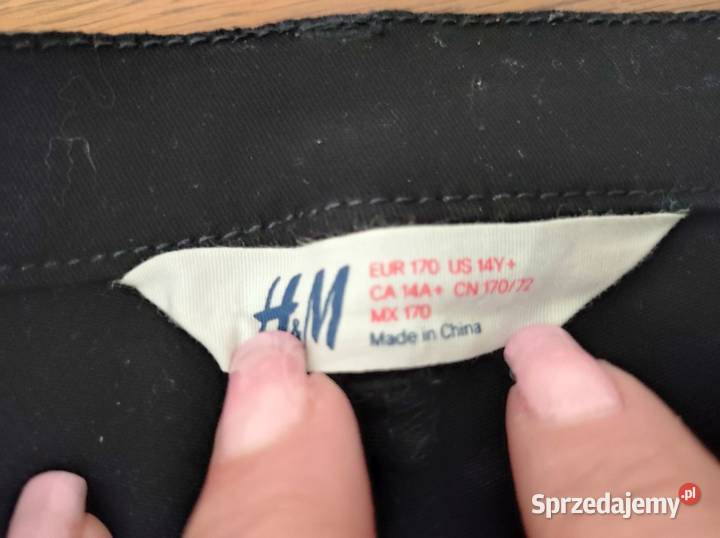 H&M
EUR 170 US 14Y+
CA 14A+ CN 170/72
MX 170
Made in China
Sprzedajemy.pl